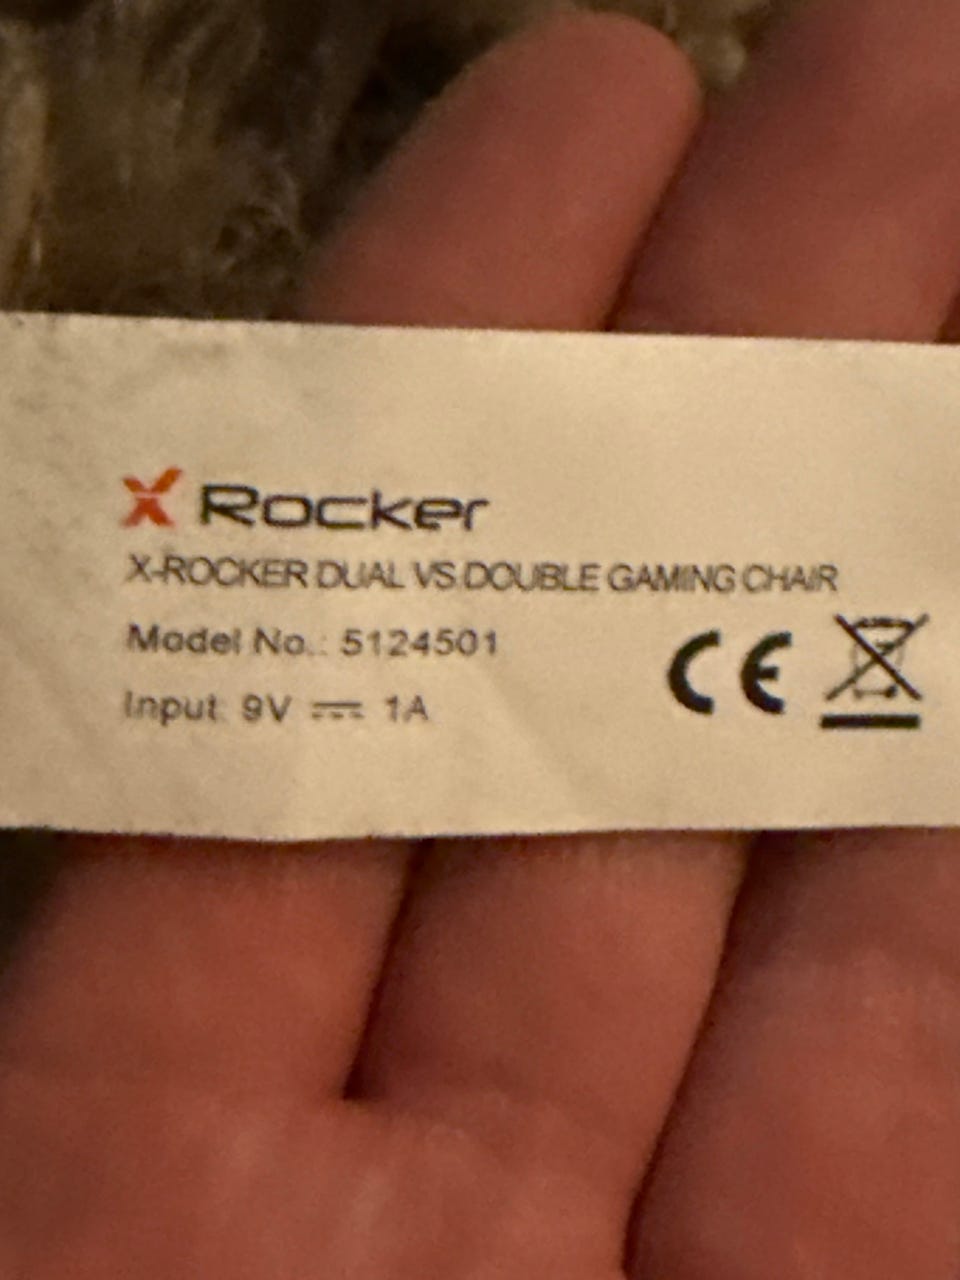 X Rocker
X-ROCKER DUAL VS DOUBLE GAMING CHAIR
Model No.: 5124501
Input: 9V ⎓ 1A
CE